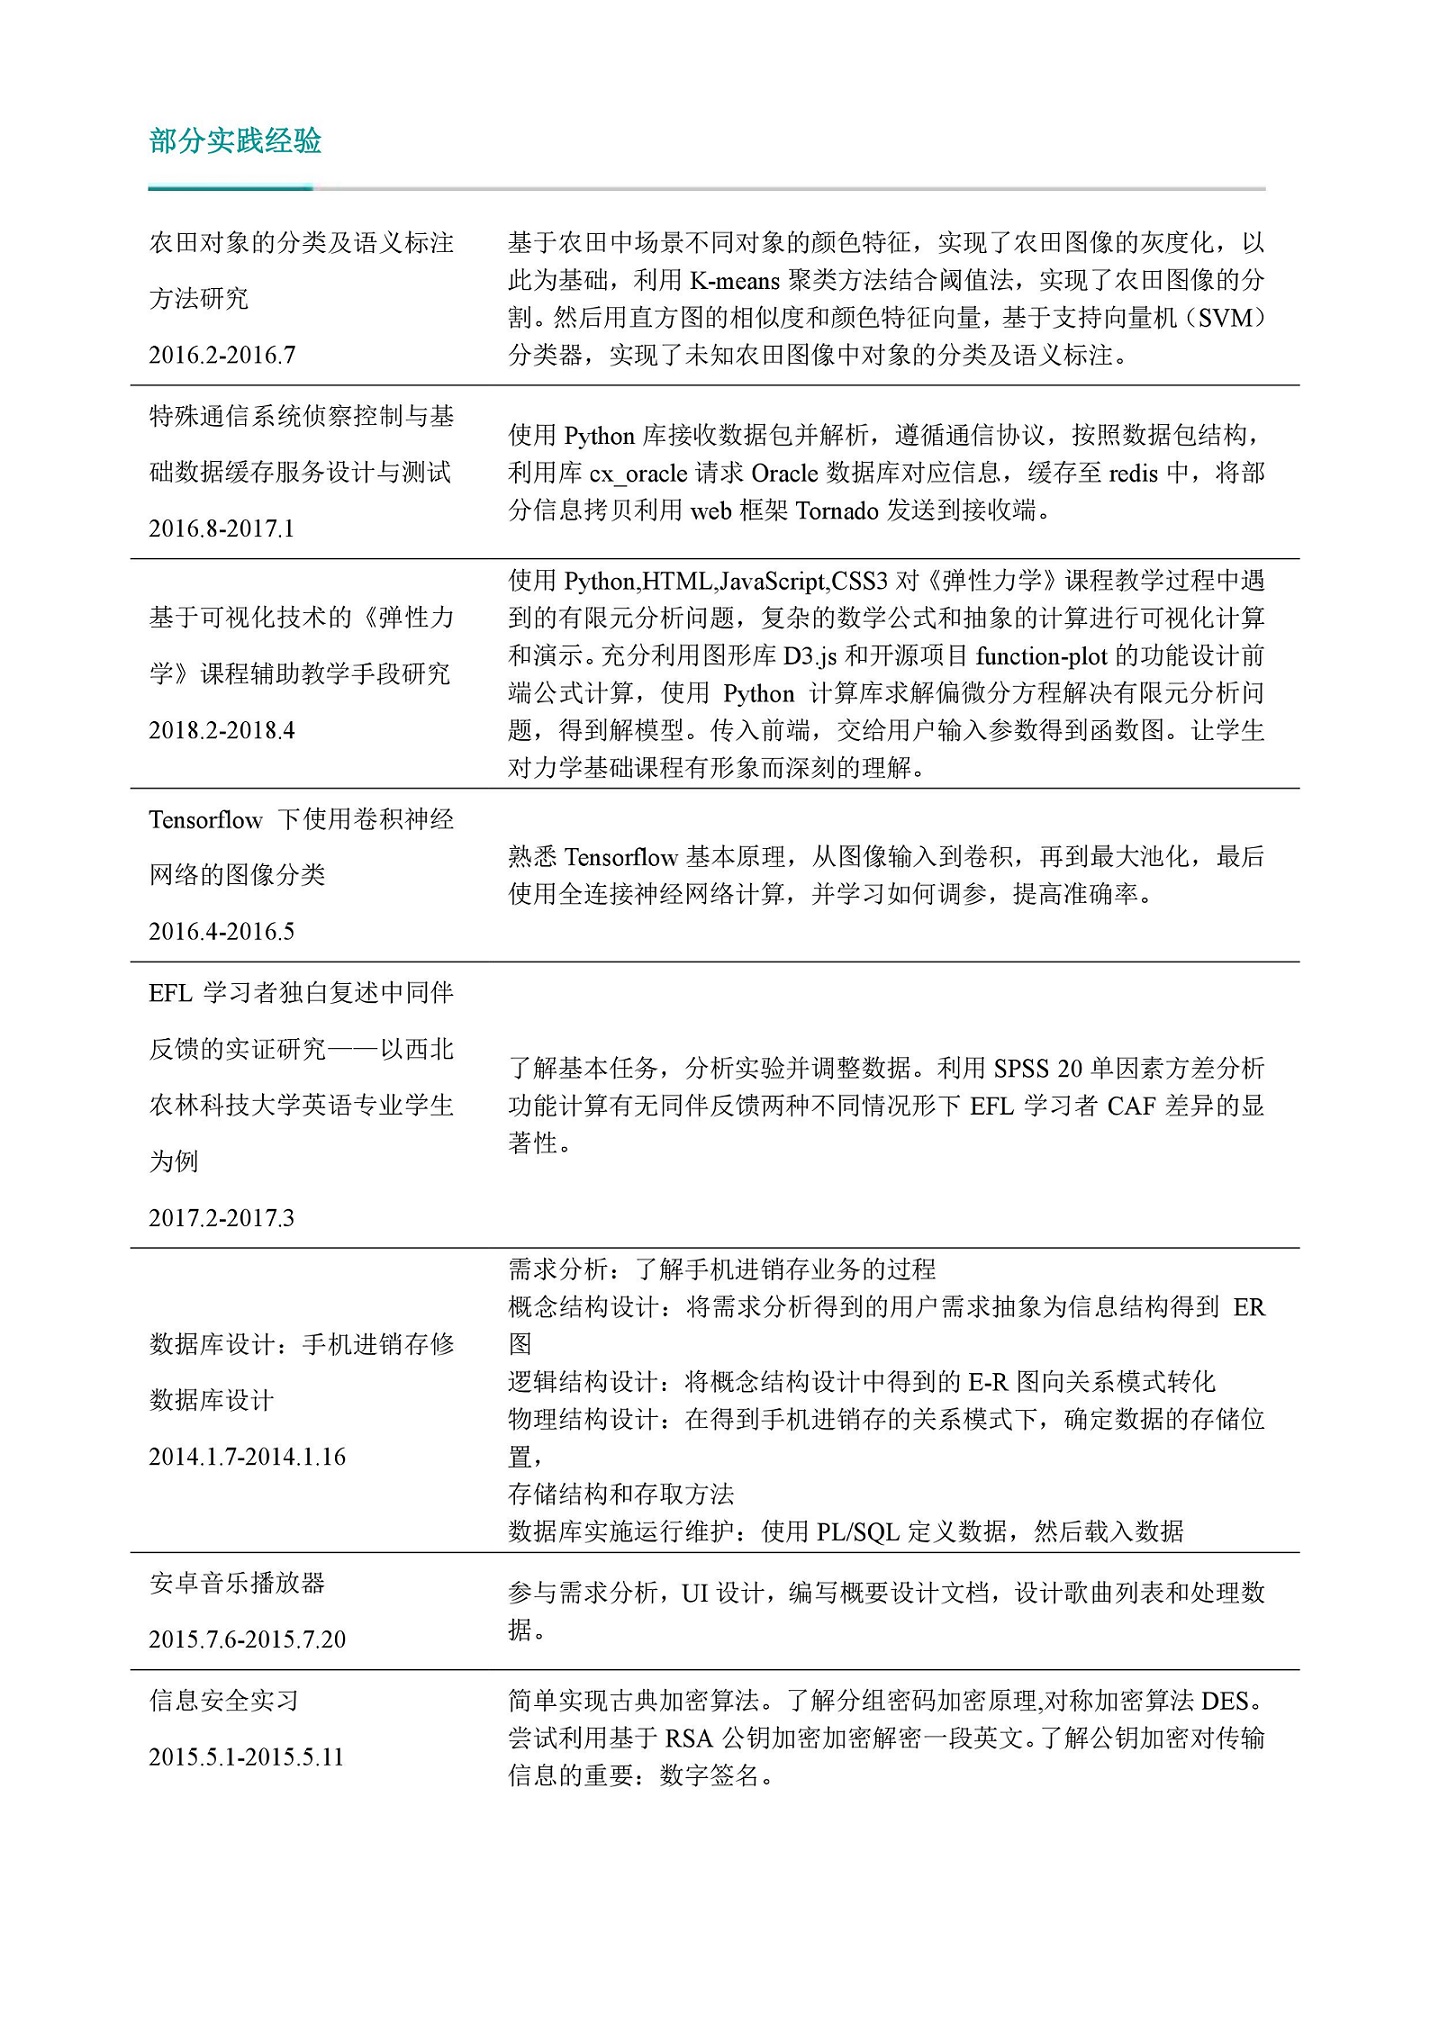 部分实践经验
农田对象的分类及语义标注
方法研究
2016.2-2016.7
基于农田中场景不同对象的颜色特征，实现了农田图像的灰度化，以
此为基础，利用 K-means 聚类方法结合阈值法，实现了农田图像的分
割。然后用直方图的相似度和颜色特征向量，基于支持向量机（SVM）
分类器，实现了未知农田图像中对象的分类及语义标注。
特殊通信系统侦察控制与基
础数据缓存服务设计与测试
2016.8-2017.1
使用 Python 库接收数据包并解析，遵循通信协议，按照数据包结构，
利用库 cx_oracle 请求 Oracle 数据库对应信息，缓存至 redis 中，将部
分信息拷贝利用 web 框架 Tornado 发送到接收端。
基于可视化技术的《弹性力
学》课程辅助教学手段研究
2018.2-2018.4
使用 Python,HTML,JavaScript,CSS3 对《弹性力学》课程教学过程中遇
到的有限元分析问题，复杂的数学公式和抽象的计算进行可视化计算
和演示。充分利用图形库 D3.js 和开源项目 function-plot 的功能设计前
端公式计算，使用 Python 计算库求解偏微分方程解决有限元分析问
题，得到解模型。传入前端，交给用户输入参数得到函数图。让学生
对力学基础课程有形象而深刻的理解。
Tensorflow 下使用卷积神经
网络的图像分类
2016.4-2016.5
熟悉 Tensorflow 基本原理，从图像输入到卷积，再到最大池化，最后
使用全连接神经网络计算，并学习如何调参，提高准确率。
EFL 学习者独白复述中同伴
反馈的实证研究——以西北
农林科技大学英语专业学生
为例
2017.2-2017.3
了解基本任务，分析实验并调整数据。利用 SPSS 20 单因素方差分析
功能计算有无同伴反馈两种不同情况形下 EFL 学习者 CAF 差异的显
著性。
数据库设计：手机进销存修
数据库设计
2014.1.7-2014.1.16
需求分析：了解手机进销存业务的过程
概念结构设计：将需求分析得到的用户需求抽象为信息结构得到 ER
图
逻辑结构设计：将概念结构设计中得到的 E-R 图向关系模式转化
物理结构设计：在得到手机进销存的关系模式下，确定数据的存储位
置，
存储结构和存取方法
数据库实施运行维护：使用 PL/SQL 定义数据，然后载入数据
安卓音乐播放器
2015.7.6-2015.7.20
参与需求分析，UI 设计，编写概要设计文档，设计歌曲列表和处理数
据。
信息安全实习
2015.5.1-2015.5.11
简单实现古典加密算法。了解分组密码加密原理,对称加密算法 DES。
尝试利用基于 RSA 公钥加密加密解密一段英文。了解公钥加密对传输
信息的重要：数字签名。